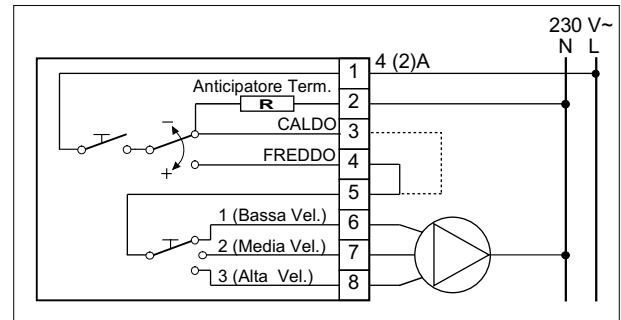 230 V~
N L
1 4 (2)A
Anticipatore Term. 2
R
CALDO 3
FREDDO 4
5
1 (Bassa Vel.) 6
2 (Media Vel.) 7
3 (Alta Vel.) 8
− 
+